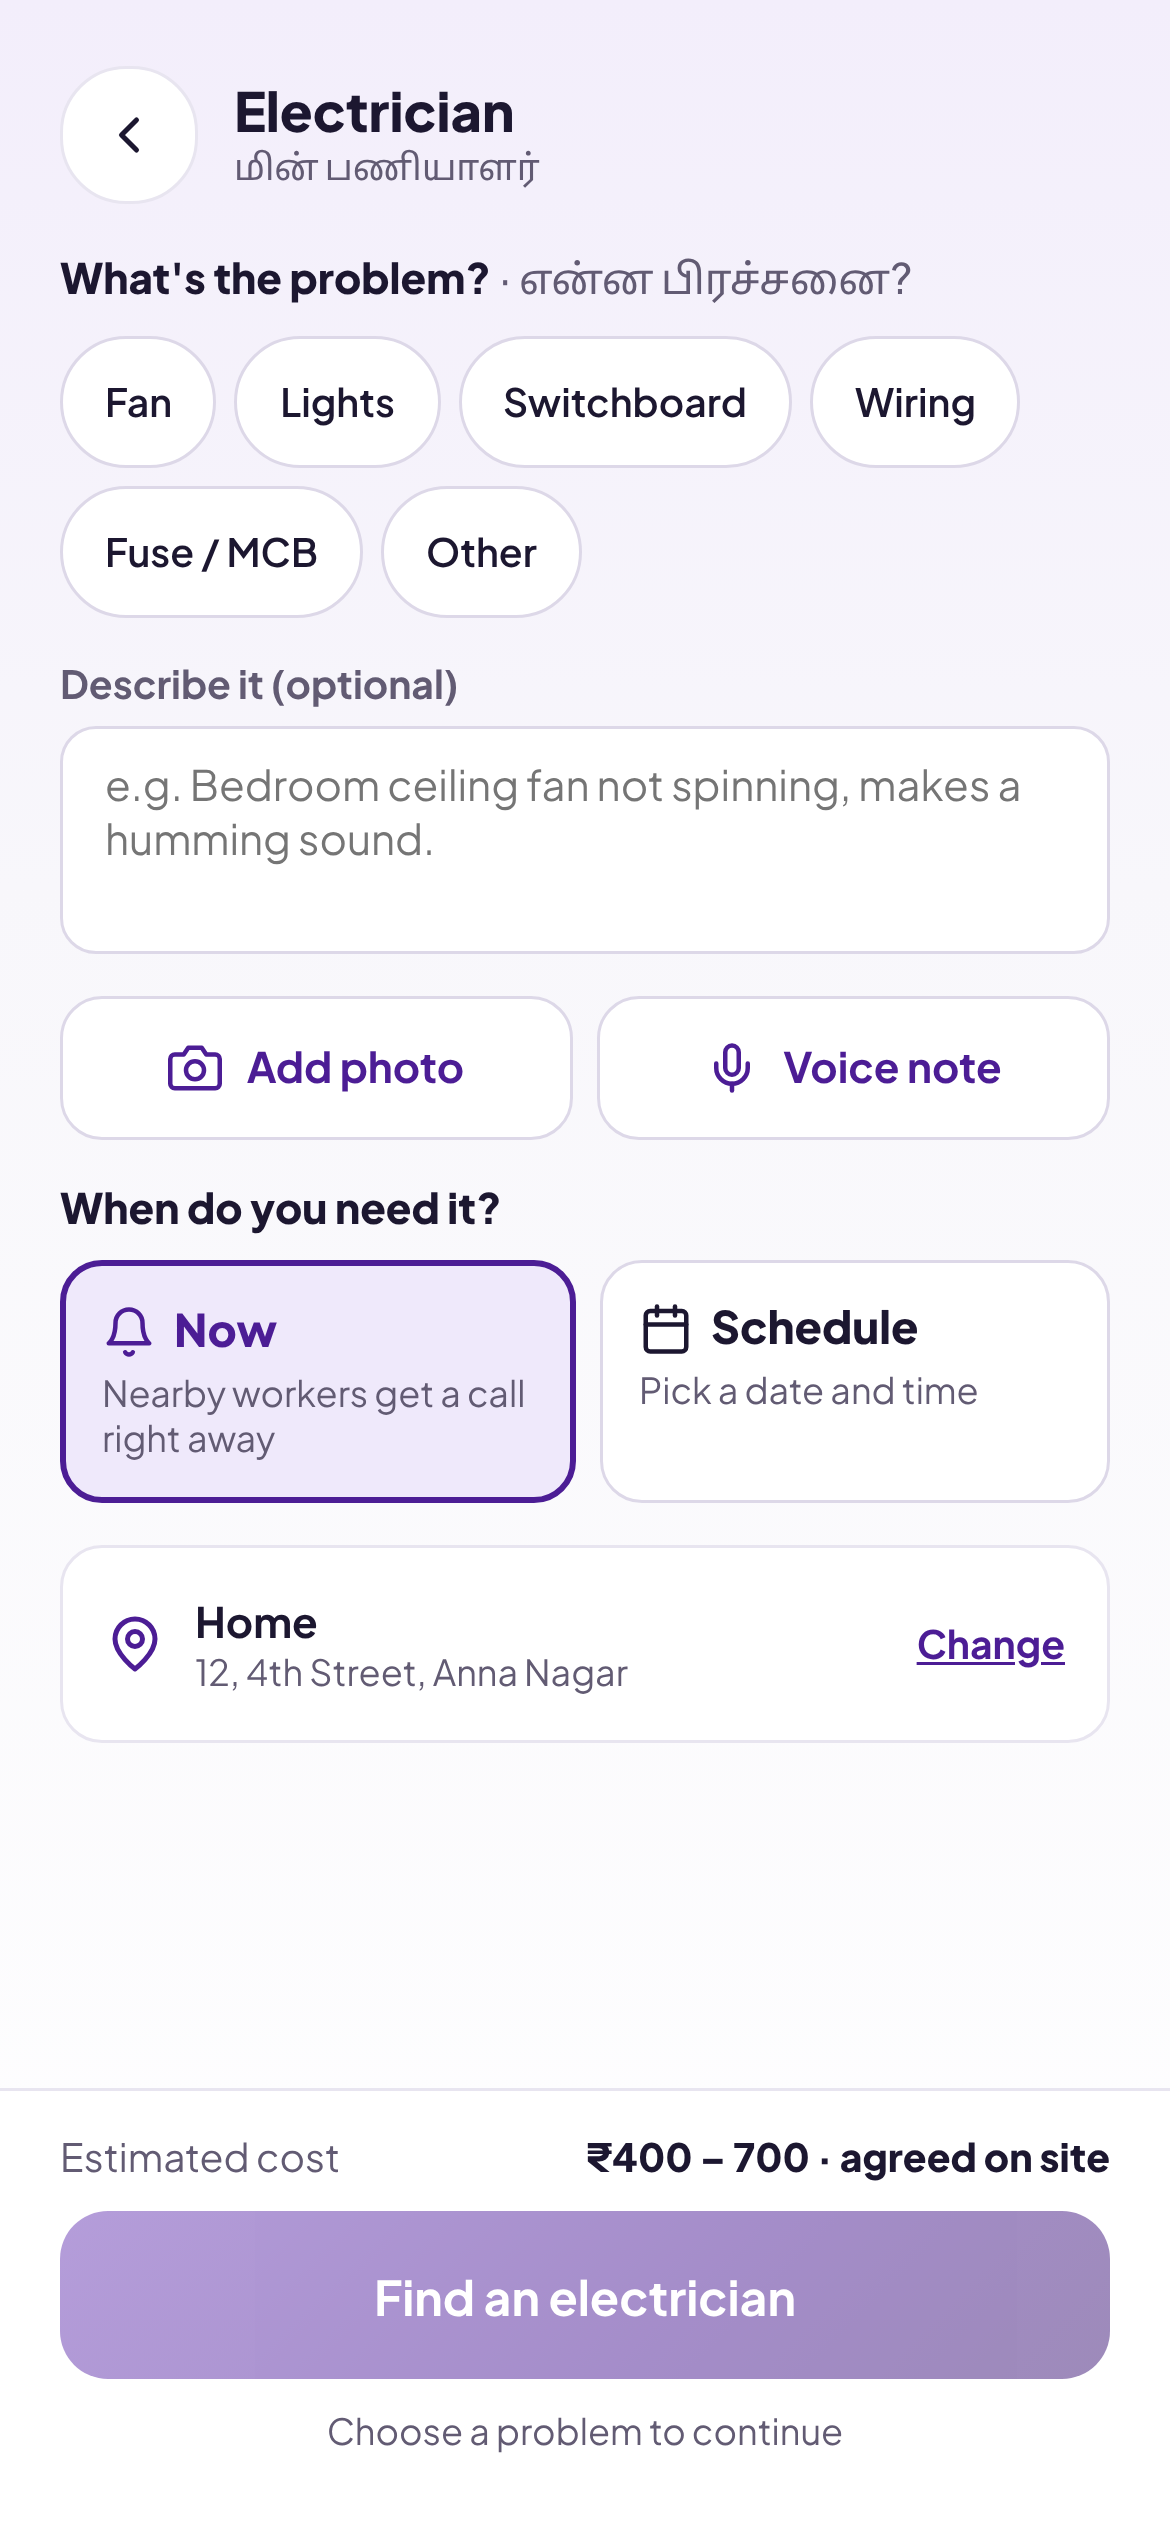 Electrician
மின் பணியாளர்
What's the problem? · என்ன பிரச்சனை?
Fan Lights Switchboard Wiring
Fuse / MCB Other
Describe it (optional)
e.g. Bedroom ceiling fan not spinning, makes a
humming sound.
Add photo Voice note
When do you need it?
Now
Nearby workers get a call
right away
Schedule
Pick a date and time
Home
12, 4th Street, Anna Nagar
Change
Estimated cost ₹400 – 700 · agreed on site
Find an electrician
Choose a problem to continue